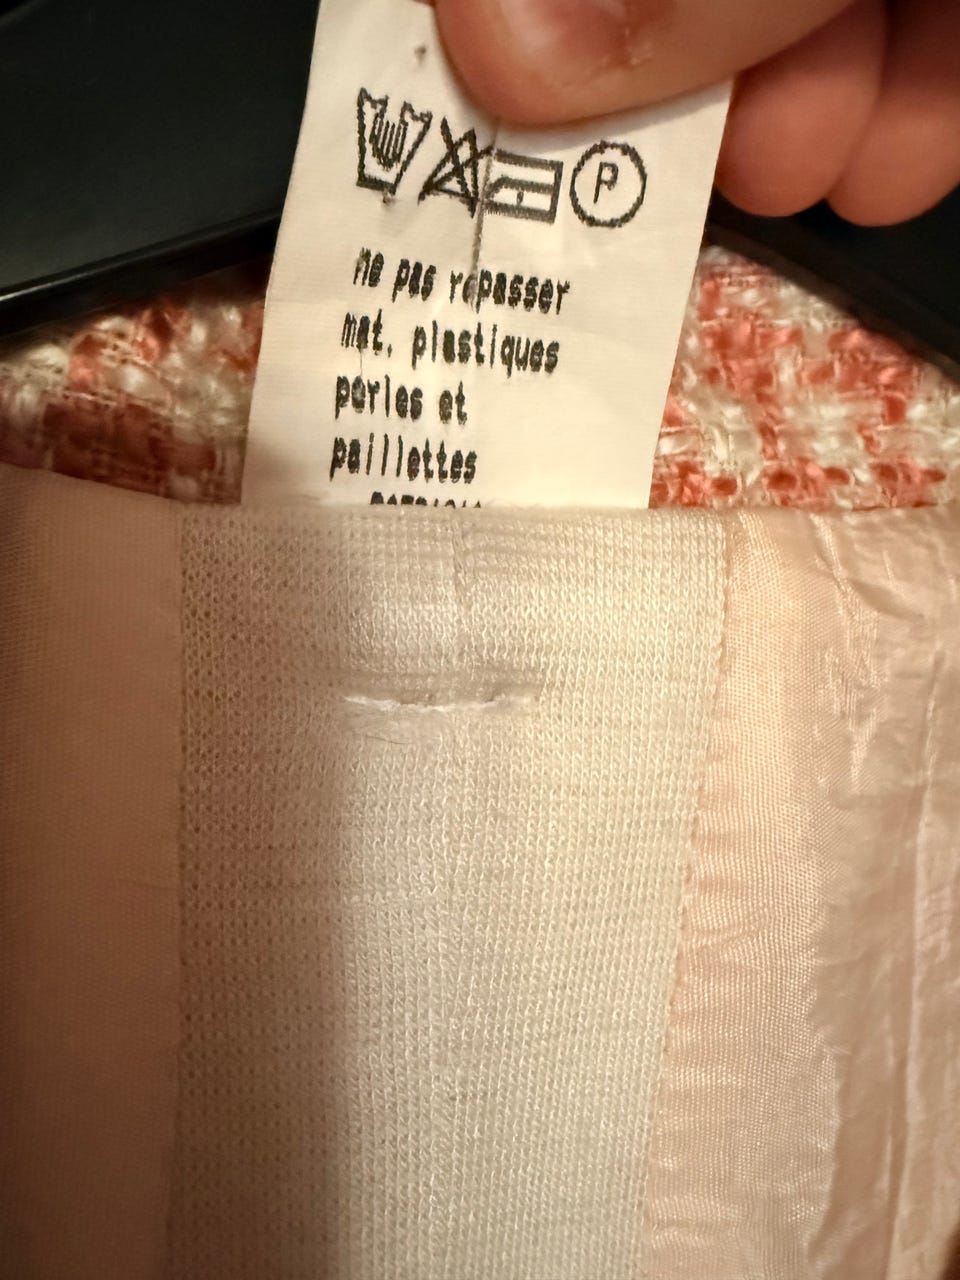 P
ne pas repasser
mat. plastiques
perles et
paillettes